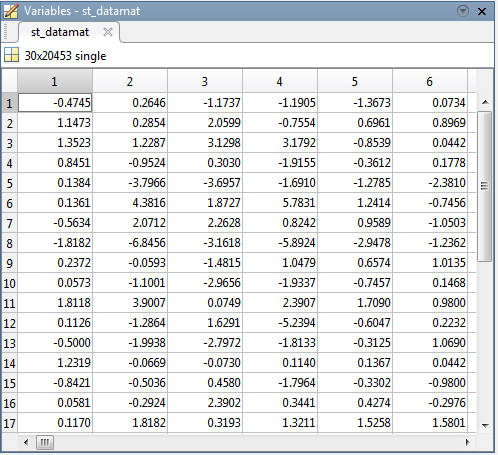 Variables - st_datamat
st_datamat
30x20453 single
1 2 3 4 5 6
1 -0.4745 0.2646 -1.1737 -1.1905 -1.3673 0.0734
2 1.1473 0.2854 2.0599 -0.7554 0.6961 0.8969
3 1.3523 1.2287 3.1298 3.1792 -0.8539 0.0442
4 0.8451 -0.9524 0.3030 -1.9155 -0.3612 0.1778
5 0.1384 -3.7966 -3.6957 -1.6910 -1.2785 -2.3810
6 0.1361 4.3816 1.8727 5.7831 1.2414 -0.7456
7 -0.5634 2.0712 2.2628 0.8242 0.9589 -1.0503
8 -1.8182 -6.8456 -3.1618 -5.8924 -2.9478 -1.2362
9 0.2372 -0.0593 -1.4815 1.0479 0.6574 1.0135
10 0.0573 -1.1001 -2.9656 -1.9337 -0.7457 0.1468
11 1.8118 3.9007 0.0749 2.3907 1.7090 0.9800
12 0.1126 -1.2864 1.6291 -5.2394 -0.6047 0.2232
13 -0.5000 -1.9938 -2.7972 -1.8133 -0.3125 1.0690
14 1.2319 -0.0669 -0.0730 0.1140 0.1367 0.0442
15 -0.8421 -0.5036 0.4580 -1.7964 -0.3302 -0.9800
16 0.0581 -0.2924 2.3902 0.3441 0.4274 -0.2976
17 0.1170 1.8182 0.3193 1.3211 1.5258 1.5801